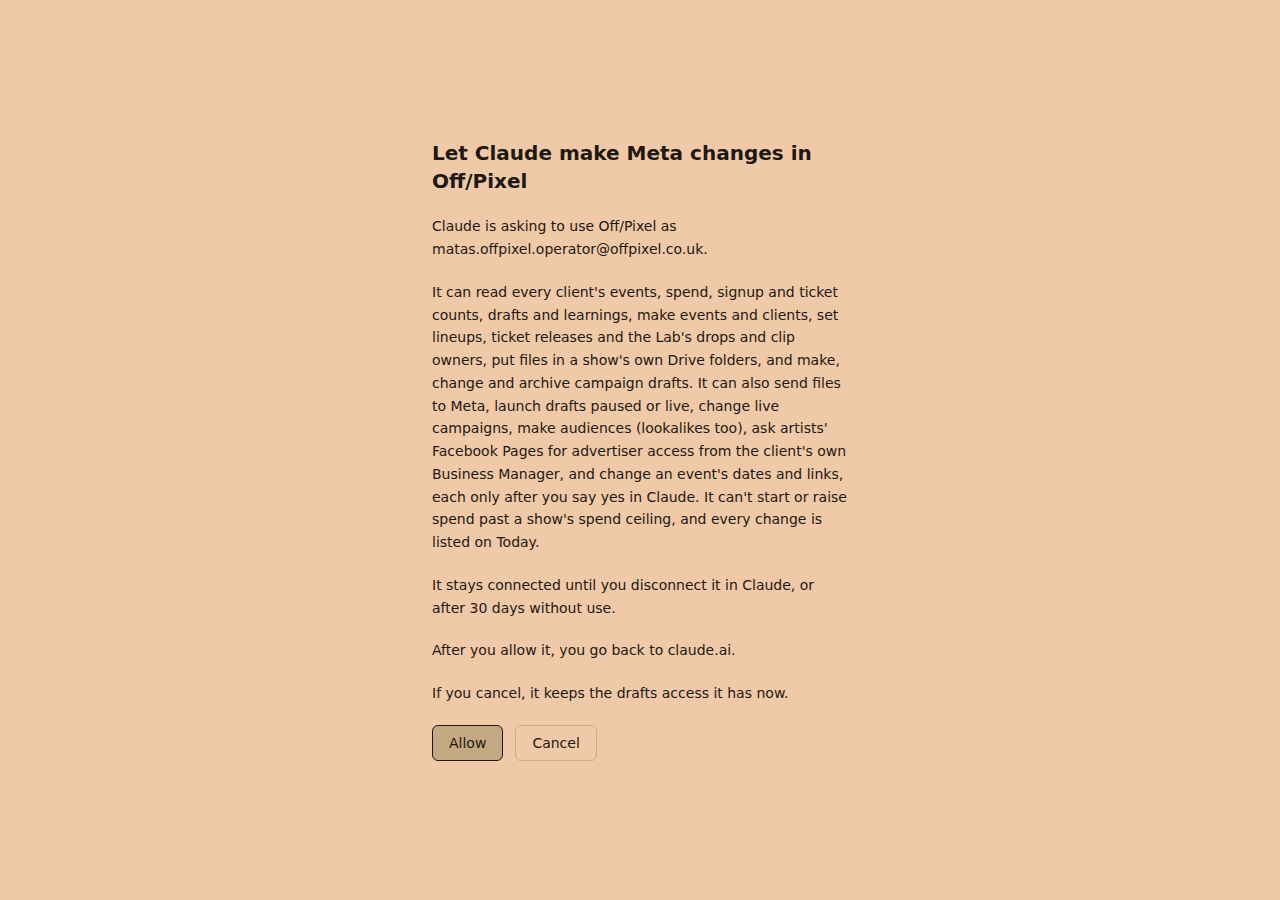 Let Claude make Meta changes in
Off/Pixel
Claude is asking to use Off/Pixel as
matas.offpixel.operator@offpixel.co.uk.
It can read every client's events, spend, signup and ticket
counts, drafts and learnings, make events and clients, set
lineups, ticket releases and the Lab's drops and clip
owners, put files in a show's own Drive folders, and make,
change and archive campaign drafts. It can also send files
to Meta, launch drafts paused or live, change live
campaigns, make audiences (lookalikes too), ask artists'
Facebook Pages for advertiser access from the client's own
Business Manager, and change an event's dates and links,
each only after you say yes in Claude. It can't start or raise
spend past a show's spend ceiling, and every change is
listed on Today.
It stays connected until you disconnect it in Claude, or
after 30 days without use.
After you allow it, you go back to claude.ai.
If you cancel, it keeps the drafts access it has now.
Allow Cancel